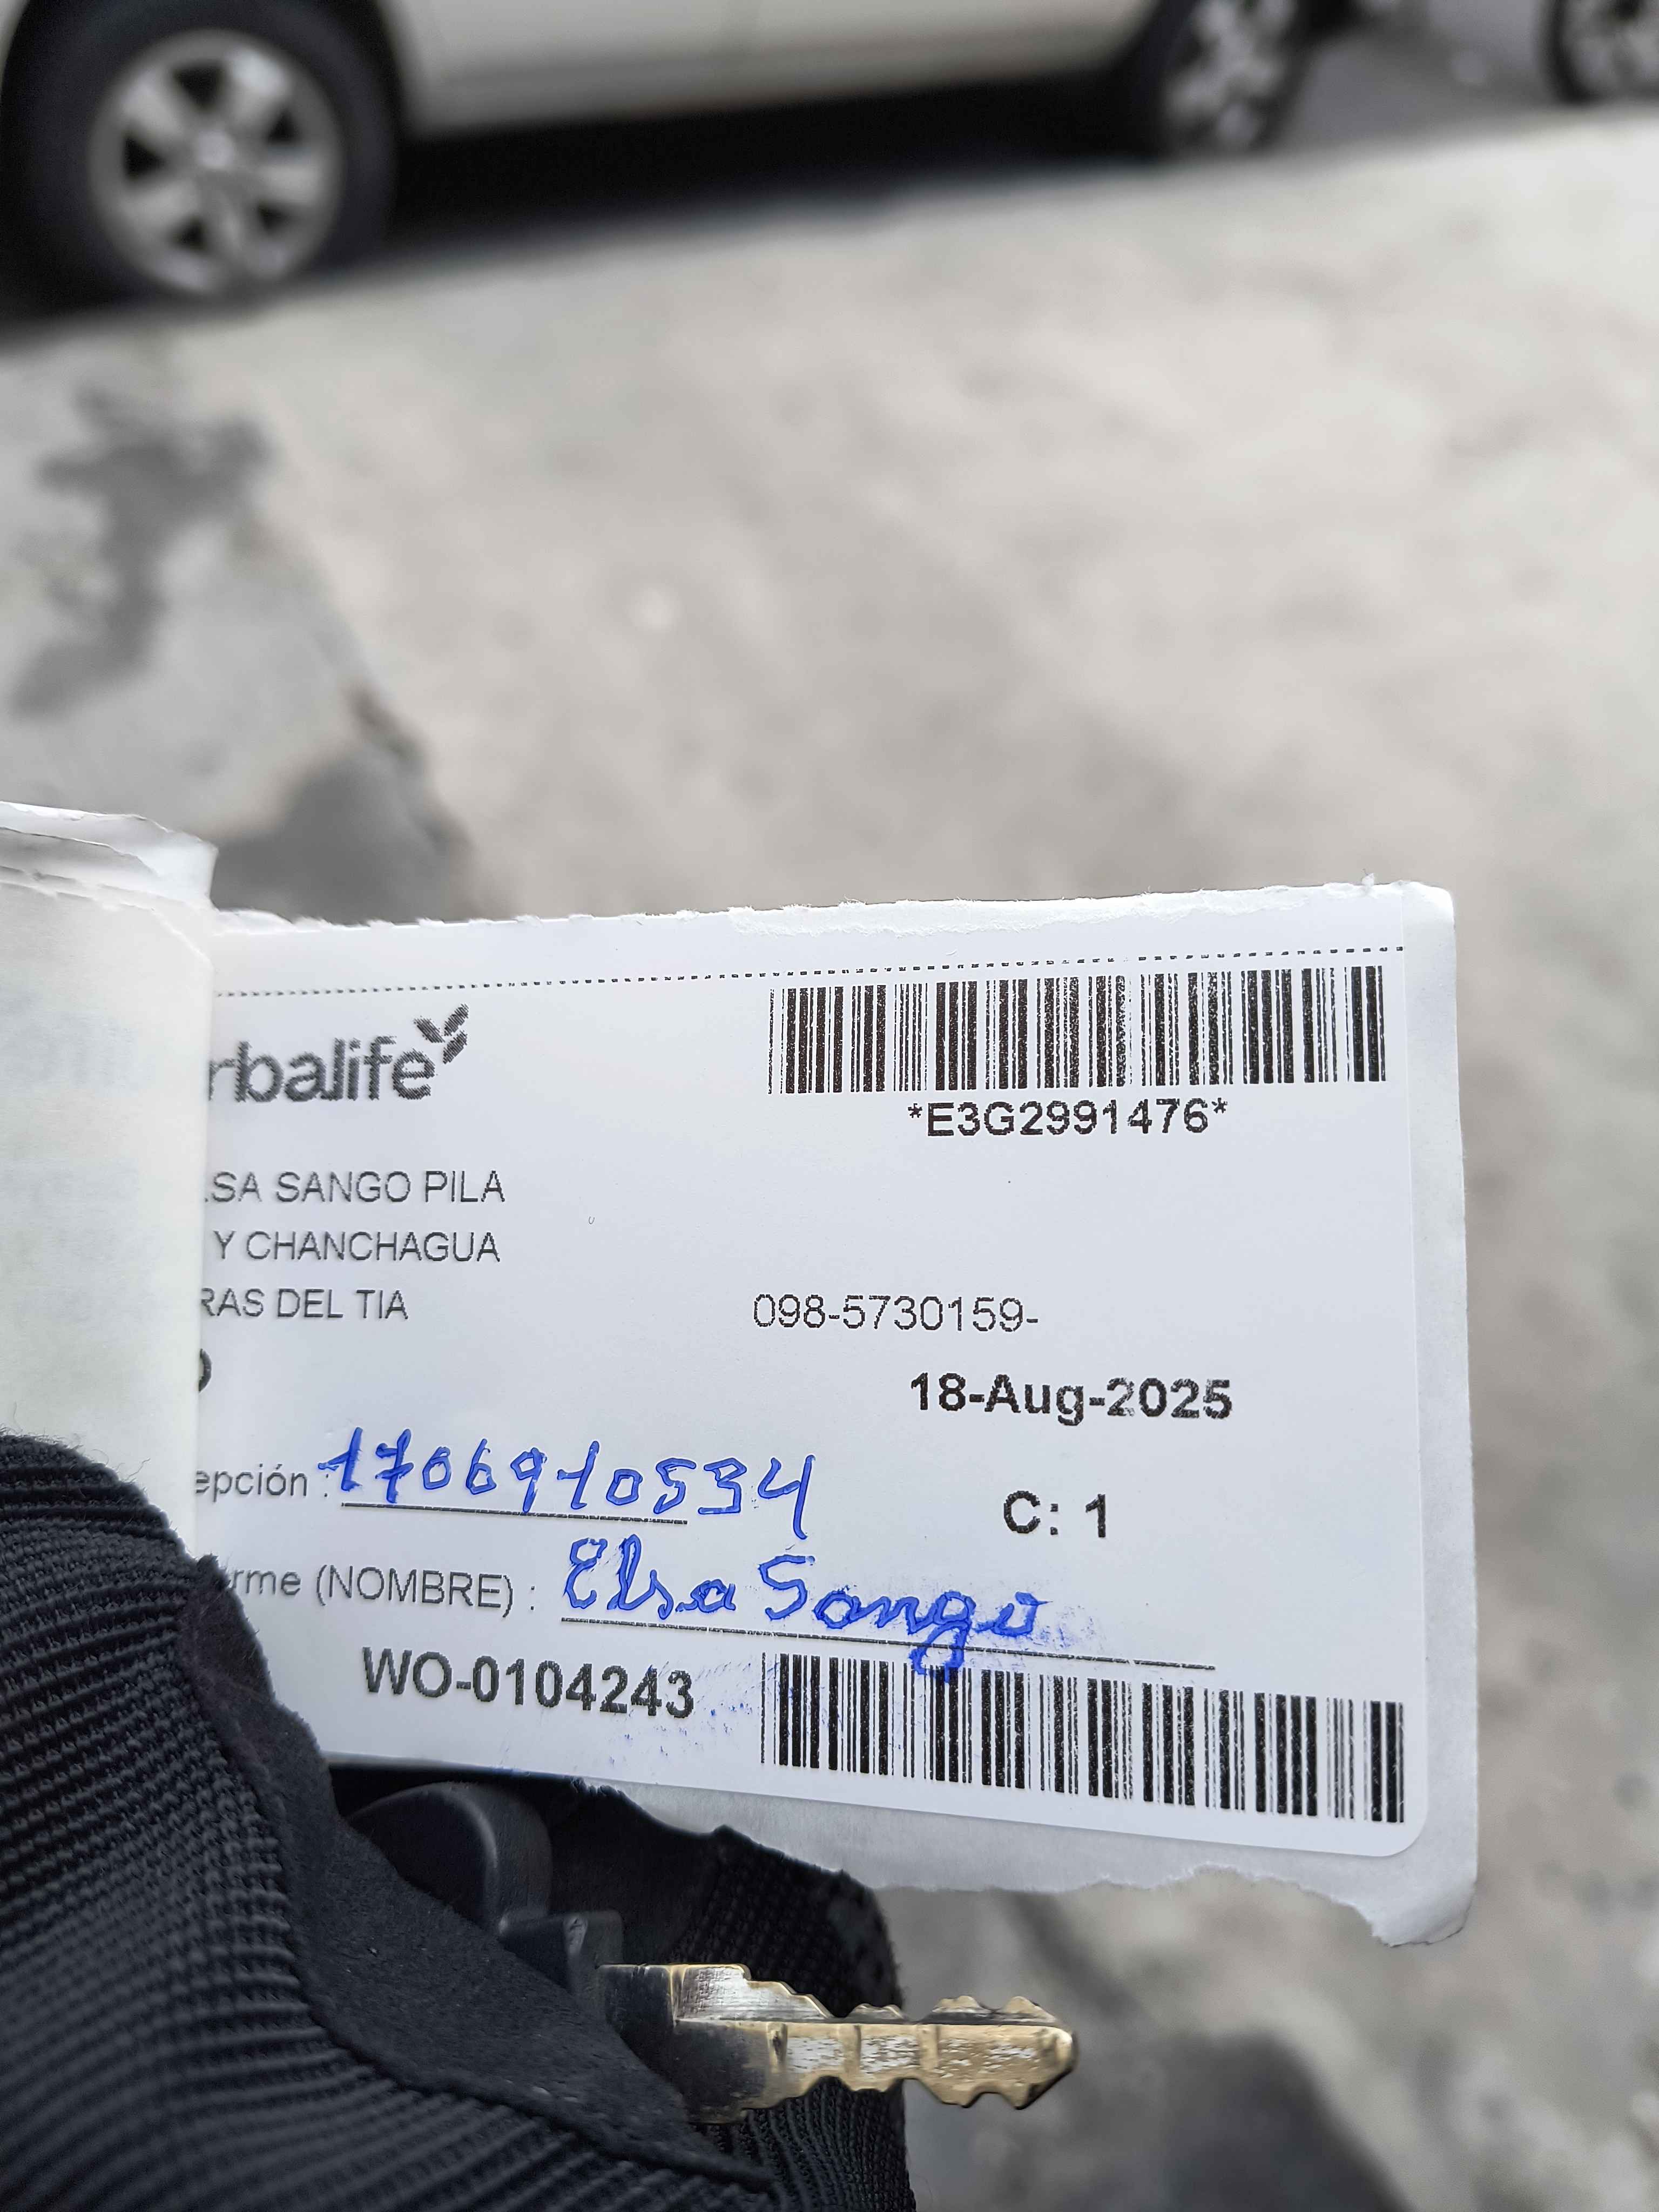 rbalife
*E3G2991476*
LSA SANGO PILA
Y CHANCHAGUA
RAS DEL TIA
098-5730159-
O
18-Aug-2025
epción : 1706910534
C: 1
rme (NOMBRE) : Elsa Sango
WO-0104243